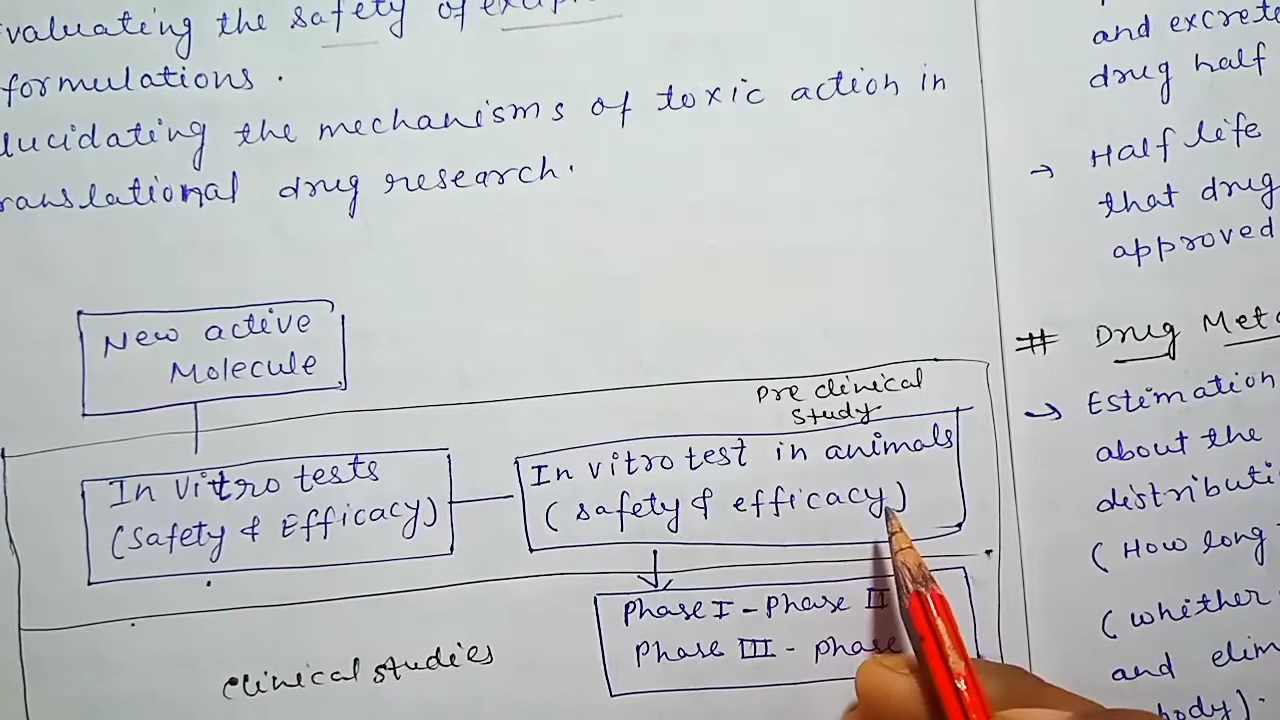 valuating the safety of
formulations.
lucidating the mechanisms of toxic action in
ranslational drug research.
New active
Molecule
Pre clinical
study
In Vitro tests
(Safety & Efficacy)
In vitro test in animals
(safety & efficacy)
Phase I - Phase II
Phase III - phase
Clinical studies
and excrete
drug half
→ Half life
that drug
approved
# Drug Meta
→ Estimation
about the
distributi
(How long
(whither
and elim
body).